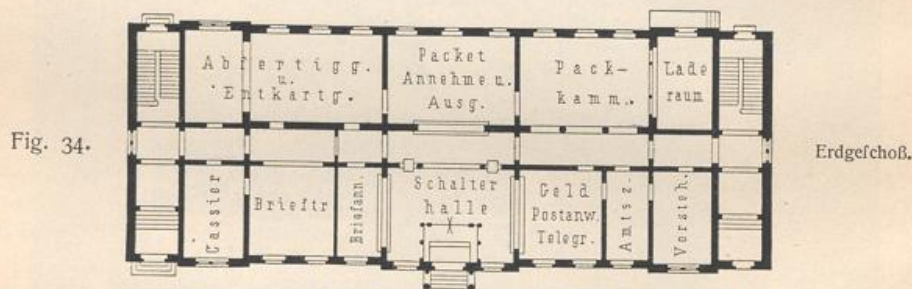 Fig. 34.
Abfertigg.
u.
Entkartg.
Packet
Annehme u.
Ausg.
Pack-
kamm.
Lade
raum
Erdgeſchoß.
Cassier
Brieftr
Briefann.
Schalter
halle
Geld
Postanw.
Telegr.
Amtsz.
Vorsteh.